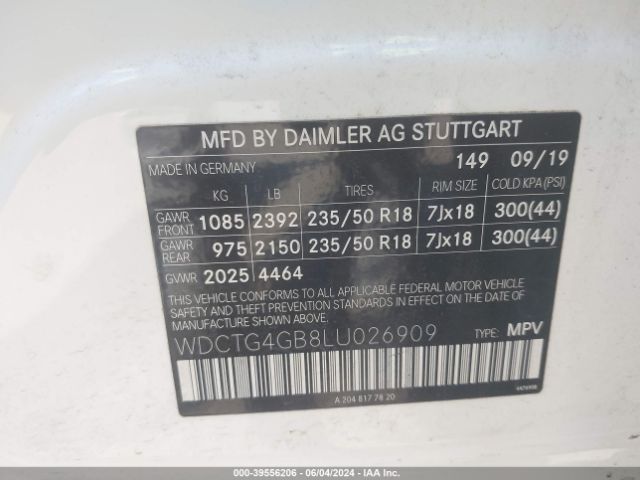 MFD BY DAIMLER AG STUTTGART
MADE IN GERMANY 149 09/19
KG LB TIRES RIM SIZE COLD KPA(PSI)
GAWR FRONT 1085 2392 235/50 R18 7Jx18 300(44)
GAWR REAR 975 2150 235/50 R18 7Jx18 300(44)
GVWR 2025 4464
THIS VEHICLE CONFORMS TO ALL APPLICABLE FEDERAL MOTOR VEHICLE
SAFETY AND THEFT PREVENTION STANDARDS IN EFFECT ON THE DATE OF
MANUFACTURE SHOWN ABOVE.
WDCTG4GB8LU026909 TYPE: MPV
A 204 817 78 20
000-39556206 - 06/04/2024 - IAA Inc.